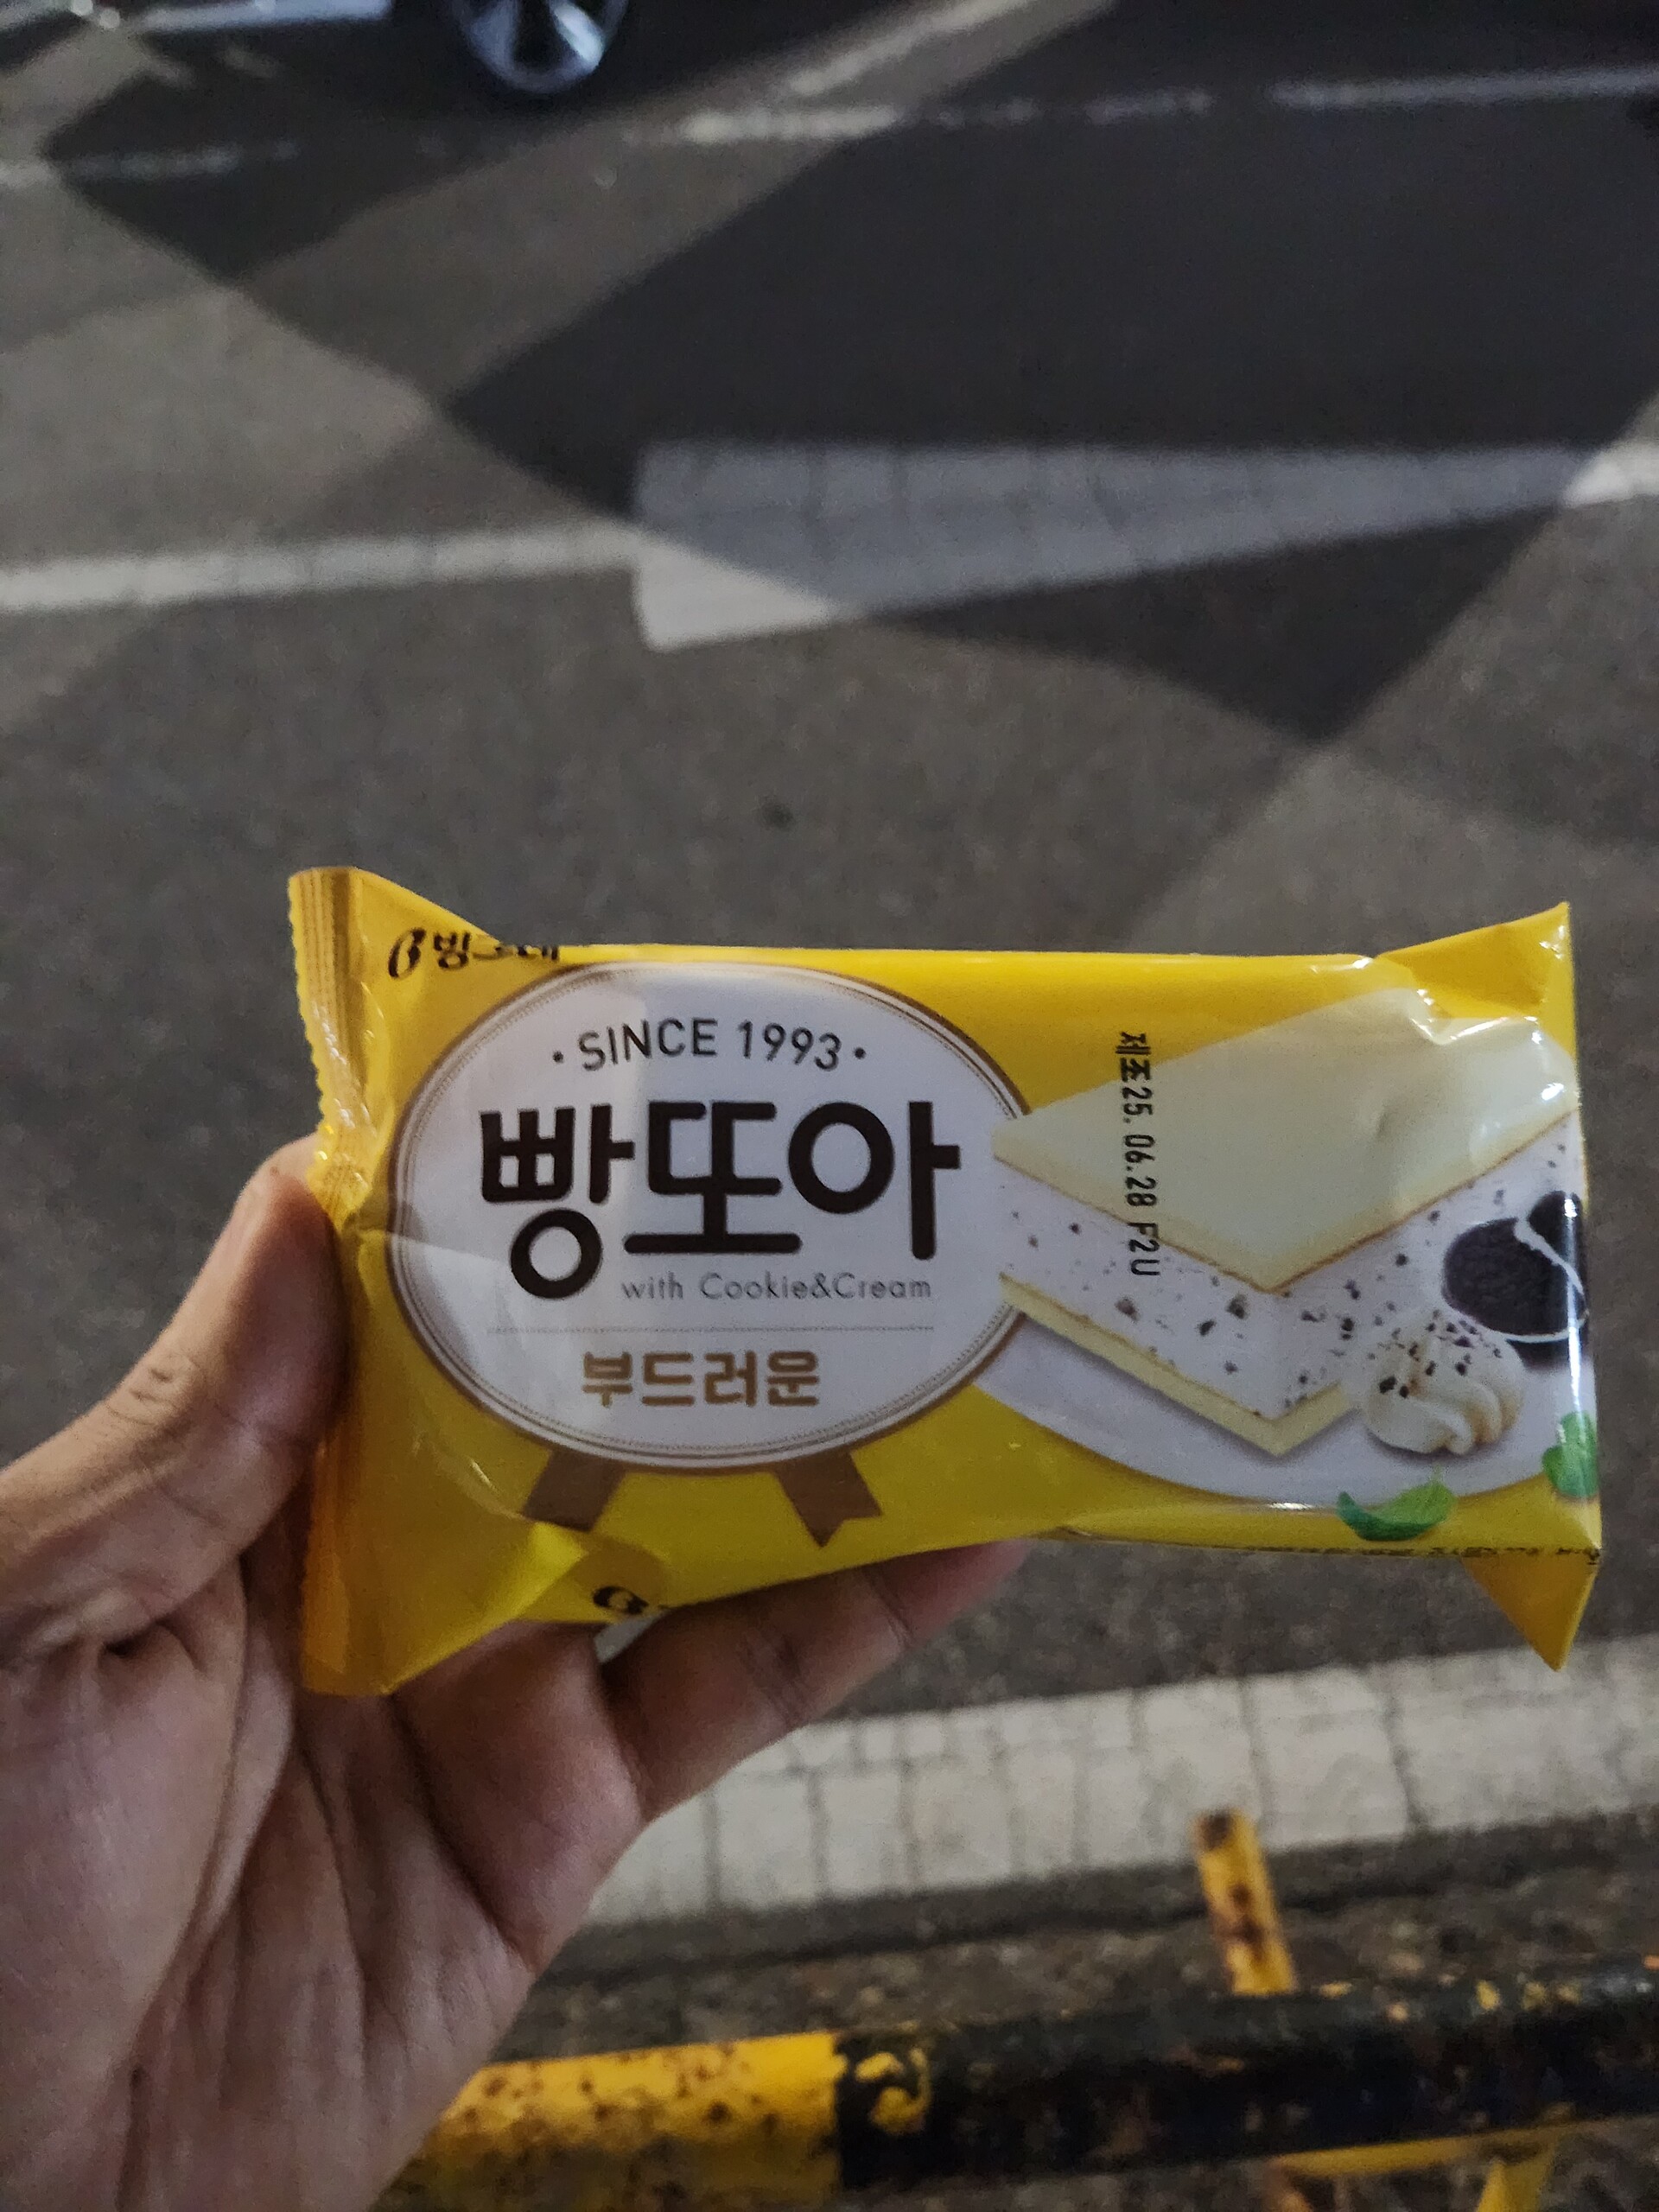 빙그레
SINCE 1993
빵또아
with Cookie&Cream
부드러운
제조25. 06.28 F2U